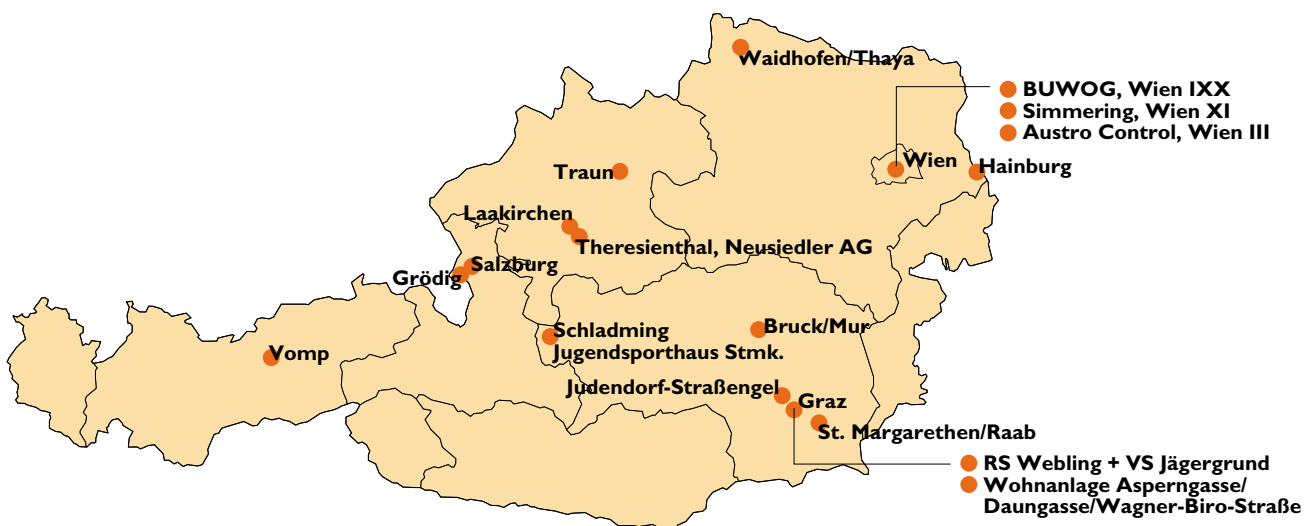 Waidhofen/Thaya
BUWOG, Wien IXX
Simmering, Wien XI
Austro Control, Wien III
Wien
Hainburg
Traun
Laakirchen
Theresienthal, Neusiedler AG
Salzburg
Grödig
Schladming
Jugendsporthaus Stmk.
Bruck/Mur
Vomp
Judendorf-Straßengel
Graz
St. Margarethen/Raab
RS Webling + VS Jägergrund
Wohnanlage Asperngasse/
Daungasse/Wagner-Biro-Straße